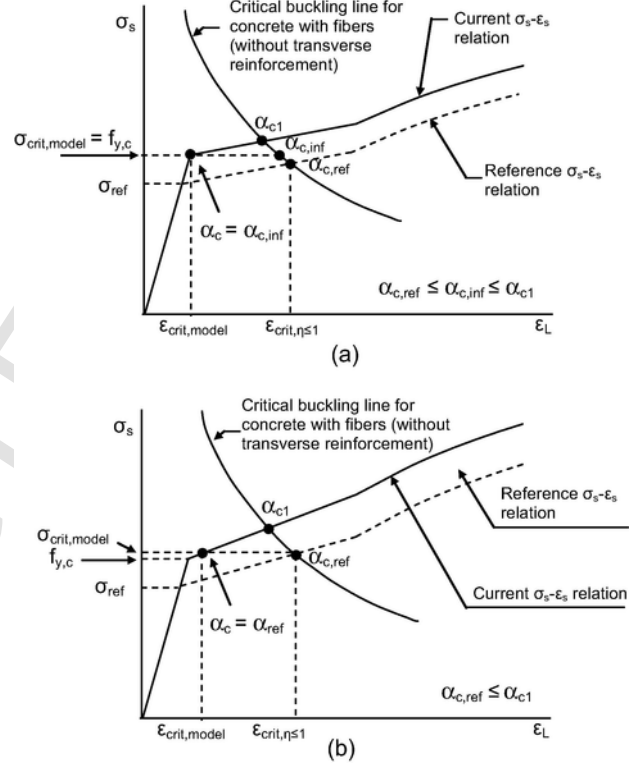 σs
Critical buckling line for
concrete with fibers
(without transverse
reinforcement)
Current σs-εs
relation
αc1
σcrit,model = fy,c
αc,inf
αc,ref
σref
Reference σs-εs
relation
αc = αc,inf
αc,ref ≤ αc,inf ≤ αc1
εcrit,model
εcrit,η≤1
εL
(a)
σs
Critical buckling line for
concrete with fibers (without
transverse reinforcement)
αc1
Reference σs-εs
relation
σcrit,model
fy,c
αc,ref
σref
Current σs-εs relation
αc = αref
αc,ref ≤ αc1
εcrit,model
εcrit,η≤1
εL
(b)